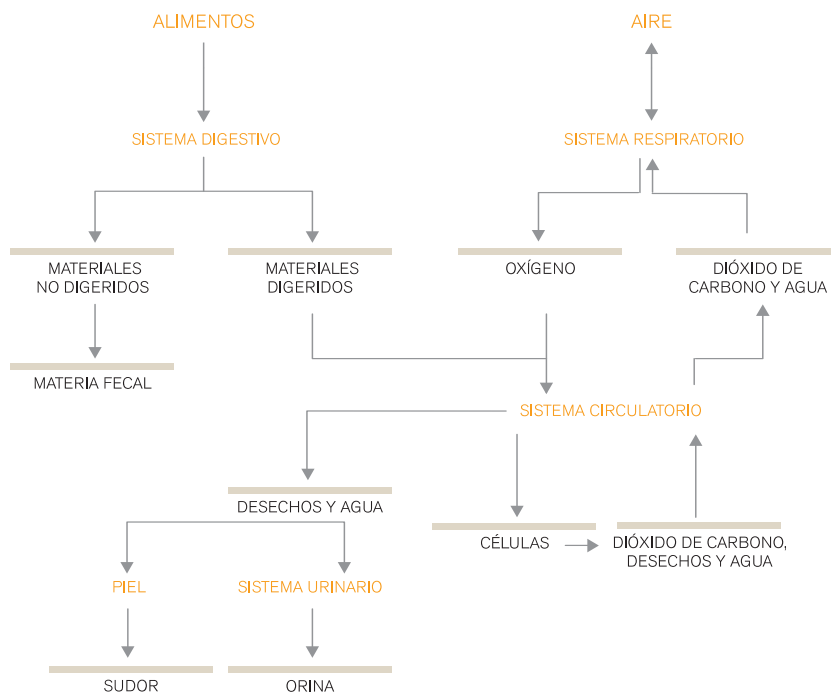 ALIMENTOS
AIRE
SISTEMA DIGESTIVO
SISTEMA RESPIRATORIO
MATERIALES
NO DIGERIDOS
MATERIALES
DIGERIDOS
OXÍGENO
DIÓXIDO DE
CARBONO Y AGUA
MATERIA FECAL
SISTEMA CIRCULATORIO
DESECHOS Y AGUA
CÉLULAS
DIÓXIDO DE CARBONO,
DESECHOS Y AGUA
PIEL
SISTEMA URINARIO
SUDOR
ORINA